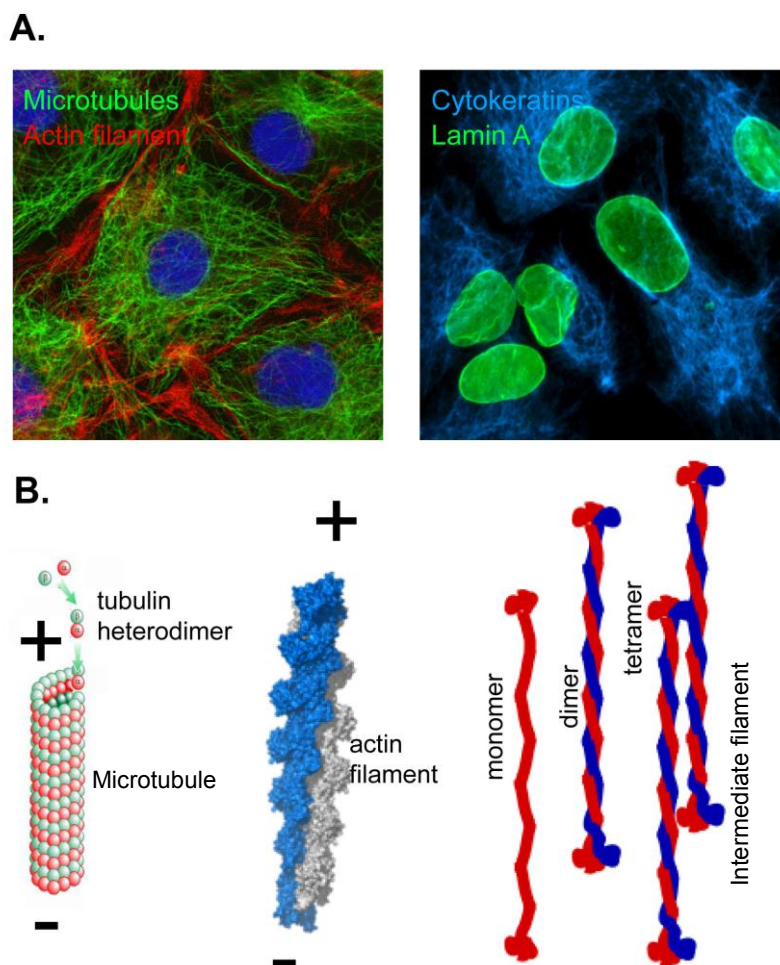 A.
Microtubules
Actin filament
Cytokeratins
Lamin A
B.
+
tubulin
heterodimer
β
α
β
α
α
+
Microtubule
-
+
actin
filament
-
monomer
dimer
tetramer
Intermediate filament